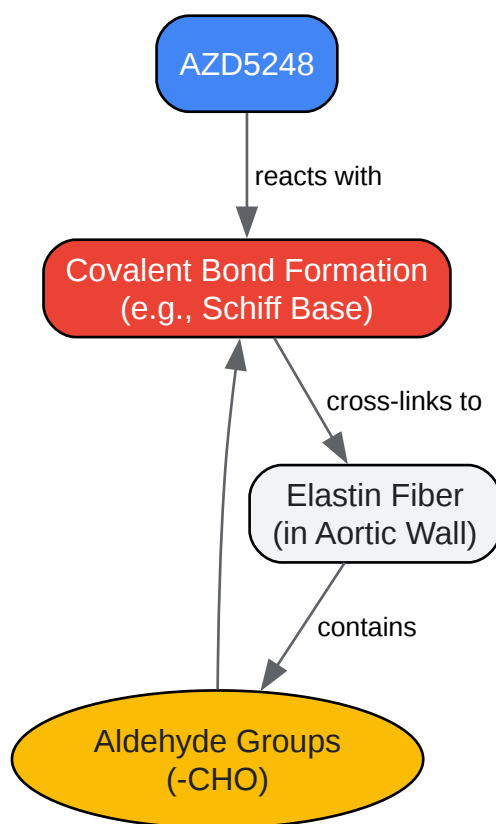 AZD5248
reacts with
Covalent Bond Formation
(e.g., Schiff Base)
cross-links to
Elastin Fiber
(in Aortic Wall)
contains
Aldehyde Groups
(-CHO)